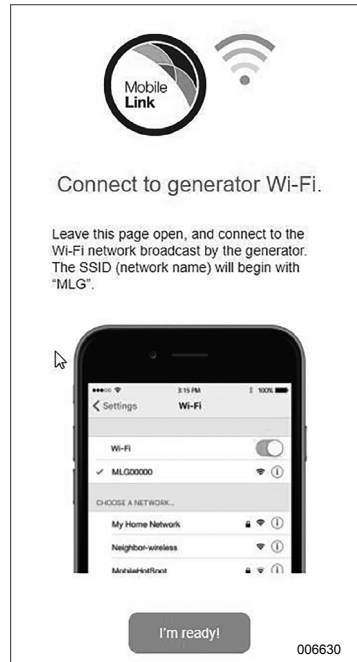 Mobile
Link
Connect to generator Wi-Fi.
Leave this page open, and connect to the
Wi-Fi network broadcast by the generator.
The SSID (network name) will begin with
“MLG”.
3:15 PM
100%
Settings
Wi-Fi
Wi-Fi
MLG00000
CHOOSE A NETWORK...
My Home Network
Neighbor-wireless
MobileHotSpot
I'm ready!
006630